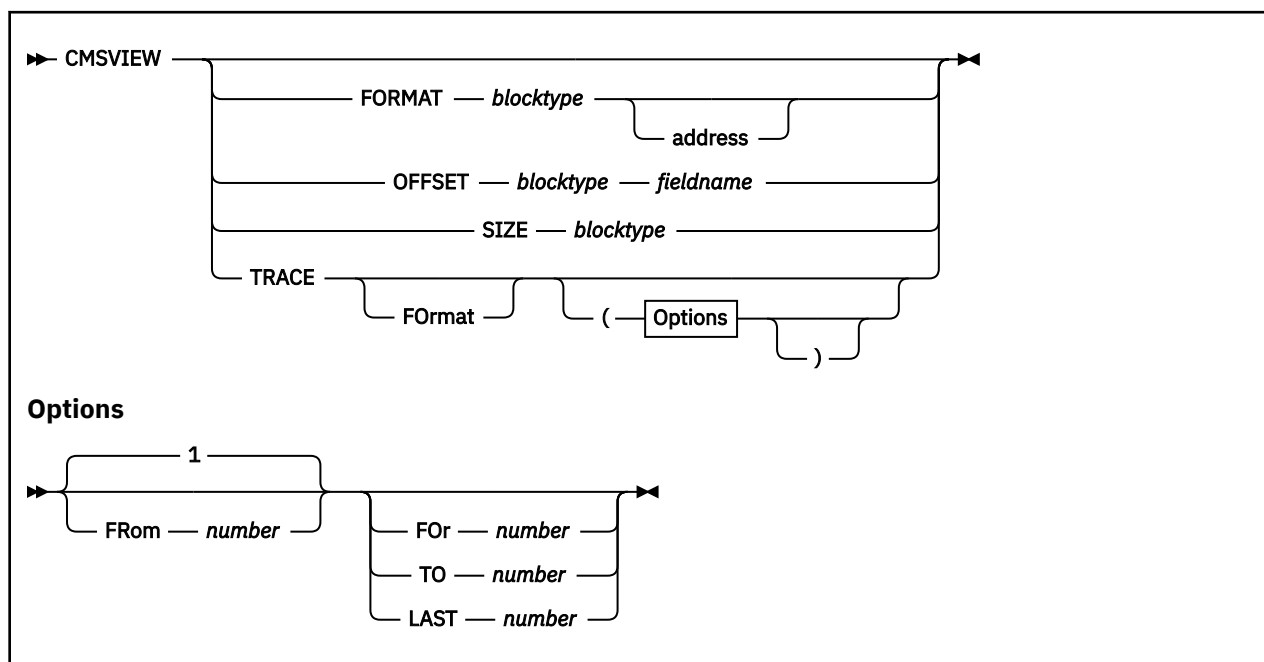 CMSVIEW
FORMAT blocktype
address
OFFSET blocktype fieldname
SIZE blocktype
TRACE
FOrmat ( Options
)
Options
1
FRom number FOr number
TO number
LAST number